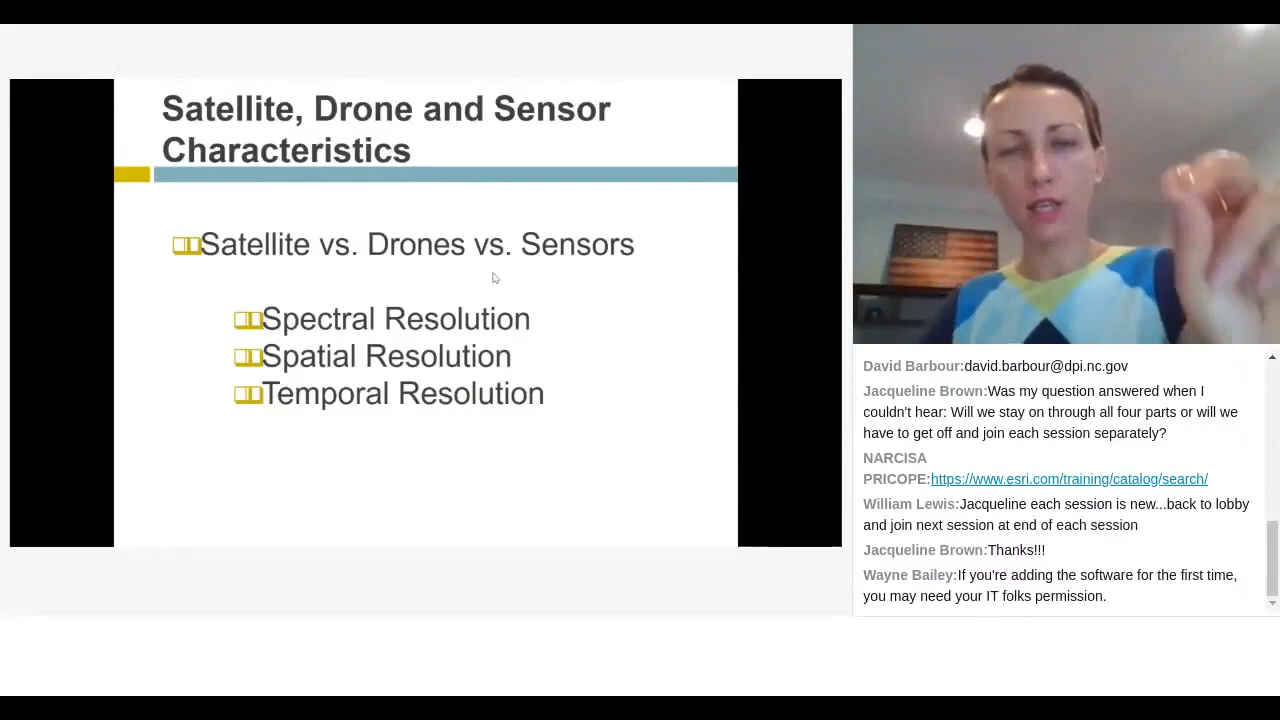 Satellite, Drone and Sensor
Characteristics
Satellite vs. Drones vs. Sensors
Spectral Resolution
Spatial Resolution
Temporal Resolution
David Barbour:david.barbour@dpi.nc.gov
Jacqueline Brown:Was my question answered when I
couldn't hear: Will we stay on through all four parts or will we
have to get off and join each session separately?
NARCISA
PRICOPE:https://www.esri.com/training/catalog/search/
William Lewis:Jacqueline each session is new...back to lobby
and join next session at end of each session
Jacqueline Brown:Thanks!!!
Wayne Bailey:If you're adding the software for the first time,
you may need your IT folks permission.